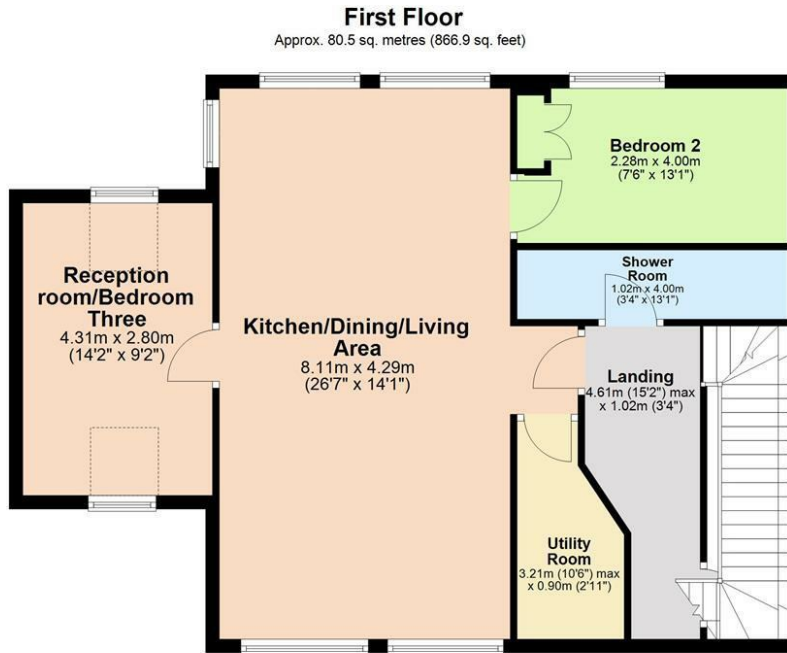 First Floor
Approx. 80.5 sq. metres (866.9 sq. feet)
Bedroom 2
2.28m x 4.00m
(7'6" x 13'1")
Shower
Room
1.02m x 4.00m
(3'4" x 13'1")
Reception
room/Bedroom
Three
4.31m x 2.80m
(14'2" x 9'2")
Kitchen/Dining/Living
Area
8.11m x 4.29m
(26'7" x 14'1")
Landing
4.61m (15'2") max
x 1.02m (3'4")
Utility
Room
3.21m (10'6") max
x 0.90m (2'11")